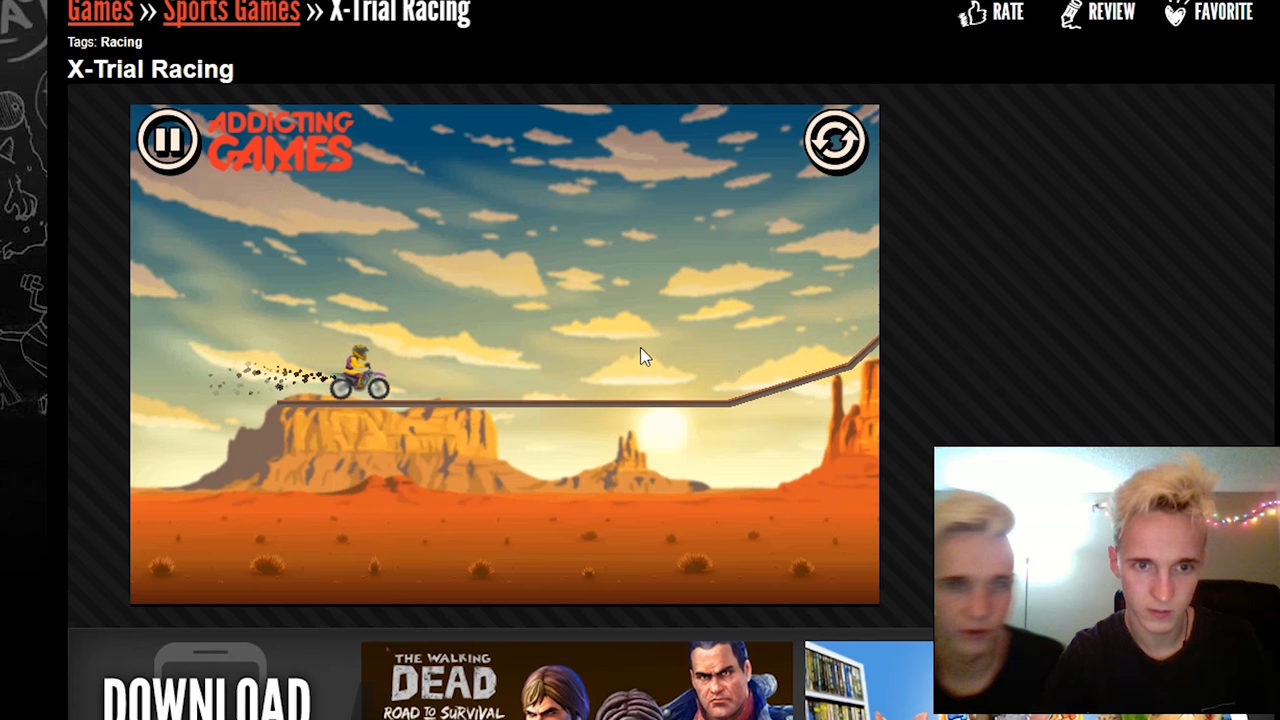 Games » Sports Games » X-Trial Racing
RATE
REVIEW
FAVORITE
Tags: Racing
X-Trial Racing
ADDICTING
GAMES
DOWNLOAD
THE WALKING
DEAD
ROAD TO SURVIVAL